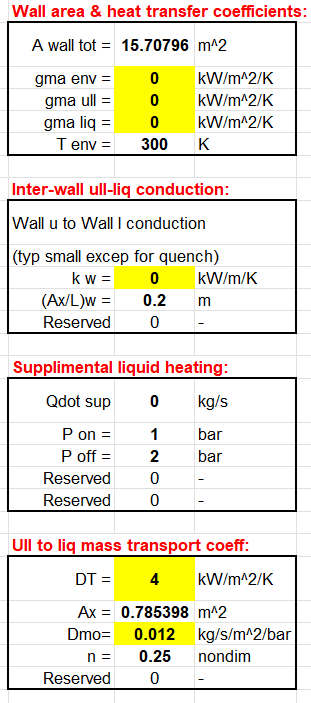 Wall area & heat transfer coefficients:
A wall tot = 15.70796 m^2
gma env = 0 kW/m^2/K
gma ull = 0 kW/m^2/K
gma liq = 0 kW/m^2/K
T env = 300 K
Inter-wall ull-liq conduction:
Wall u to Wall l conduction
(typ small excep for quench)
k w = 0 kW/m/K
(Ax/L)w = 0.2 m
Reserved 0 -
Supplimental liquid heating:
Qdot sup 0 kg/s
P on = 1 bar
P off = 2 bar
Reserved 0 -
Reserved 0 -
Ull to liq mass transport coeff:
DT = 4 kW/m^2/K
Ax = 0.785398 m^2
Dmo= 0.012 kg/s/m^2/bar
n = 0.25 nondim
Reserved 0 -